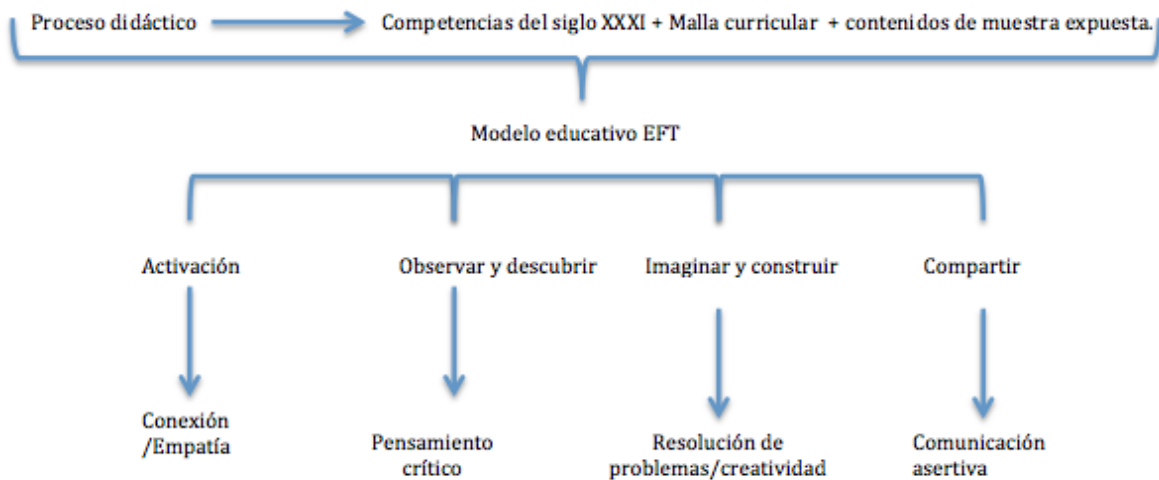 Proceso didáctico
Competencias del siglo XXXI + Malla curricular + contenidos de muestra expuesta.
Modelo educativo EFT
Activación
Observar y descubrir
Imaginar y construir
Compartir
Conexión
/Empatía
Pensamiento
crítico
Resolución de
problemas/creatividad
Comunicación
asertiva